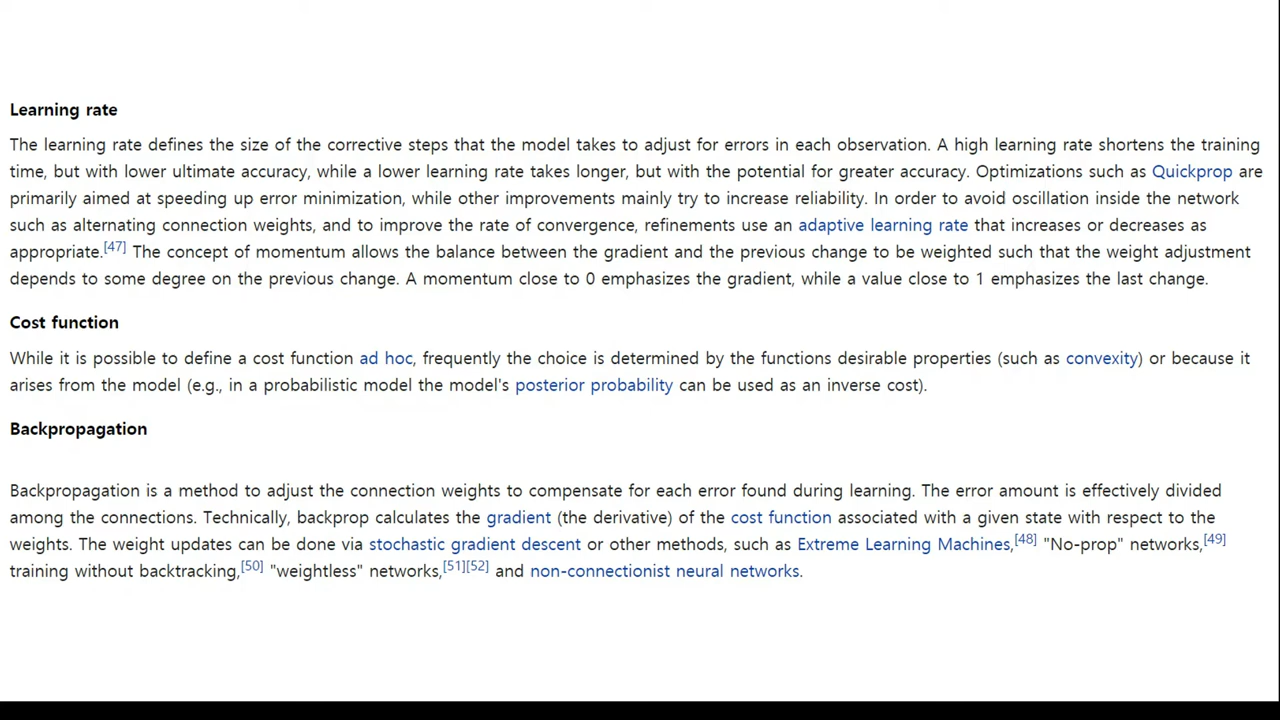 Learning rate
The learning rate defines the size of the corrective steps that the model takes to adjust for errors in each observation. A high learning rate shortens the training
time, but with lower ultimate accuracy, while a lower learning rate takes longer, but with the potential for greater accuracy. Optimizations such as Quickprop are
primarily aimed at speeding up error minimization, while other improvements mainly try to increase reliability. In order to avoid oscillation inside the network
such as alternating connection weights, and to improve the rate of convergence, refinements use an adaptive learning rate that increases or decreases as
appropriate.[47] The concept of momentum allows the balance between the gradient and the previous change to be weighted such that the weight adjustment
depends to some degree on the previous change. A momentum close to 0 emphasizes the gradient, while a value close to 1 emphasizes the last change.
Cost function
While it is possible to define a cost function ad hoc, frequently the choice is determined by the functions desirable properties (such as convexity) or because it
arises from the model (e.g., in a probabilistic model the model's posterior probability can be used as an inverse cost).
Backpropagation
Backpropagation is a method to adjust the connection weights to compensate for each error found during learning. The error amount is effectively divided
among the connections. Technically, backprop calculates the gradient (the derivative) of the cost function associated with a given state with respect to the
weights. The weight updates can be done via stochastic gradient descent or other methods, such as Extreme Learning Machines,[48] "No-prop" networks,[49]
training without backtracking,[50] "weightless" networks,[51][52] and non-connectionist neural networks.